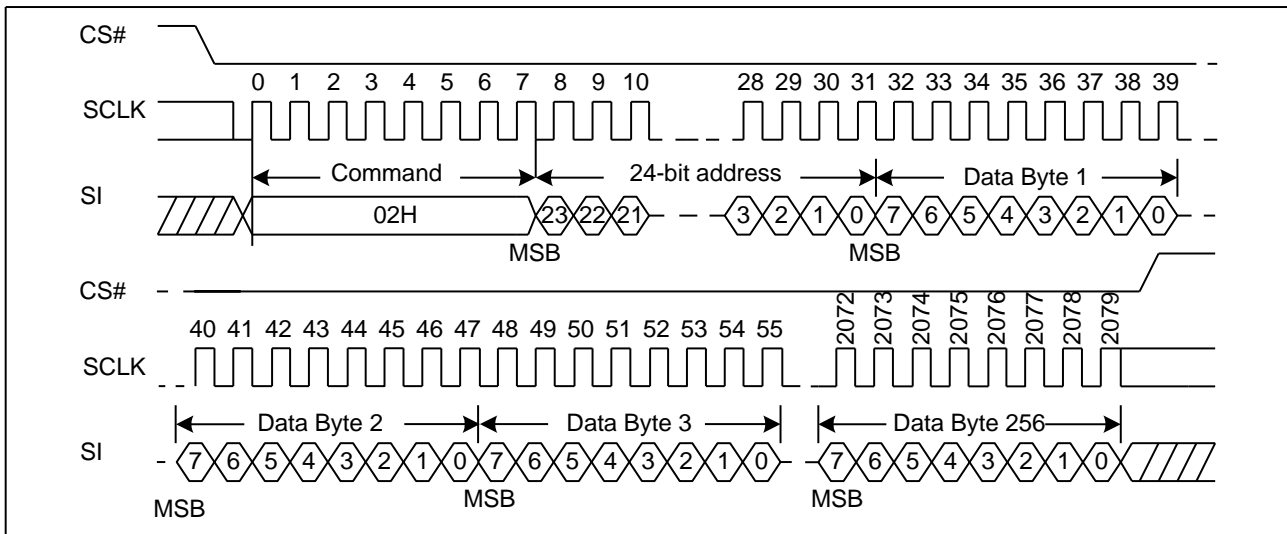 CS#
0 1 2 3 4 5 6 7 8 9 10 28 29 30 31 32 33 34 35 36 37 38 39
SCLK
Command 24-bit address Data Byte 1
SI
02H 23 22 21 3 2 1 0 7 6 5 4 3 2 1 0
MSB MSB
CS#
40 41 42 43 44 45 46 47 48 49 50 51 52 53 54 55 2072 2073 2074 2075 2076 2077 2078 2079
SCLK
Data Byte 2 Data Byte 3 Data Byte 256
SI
7 6 5 4 3 2 1 0 7 6 5 4 3 2 1 0 7 6 5 4 3 2 1 0
MSB MSB MSB